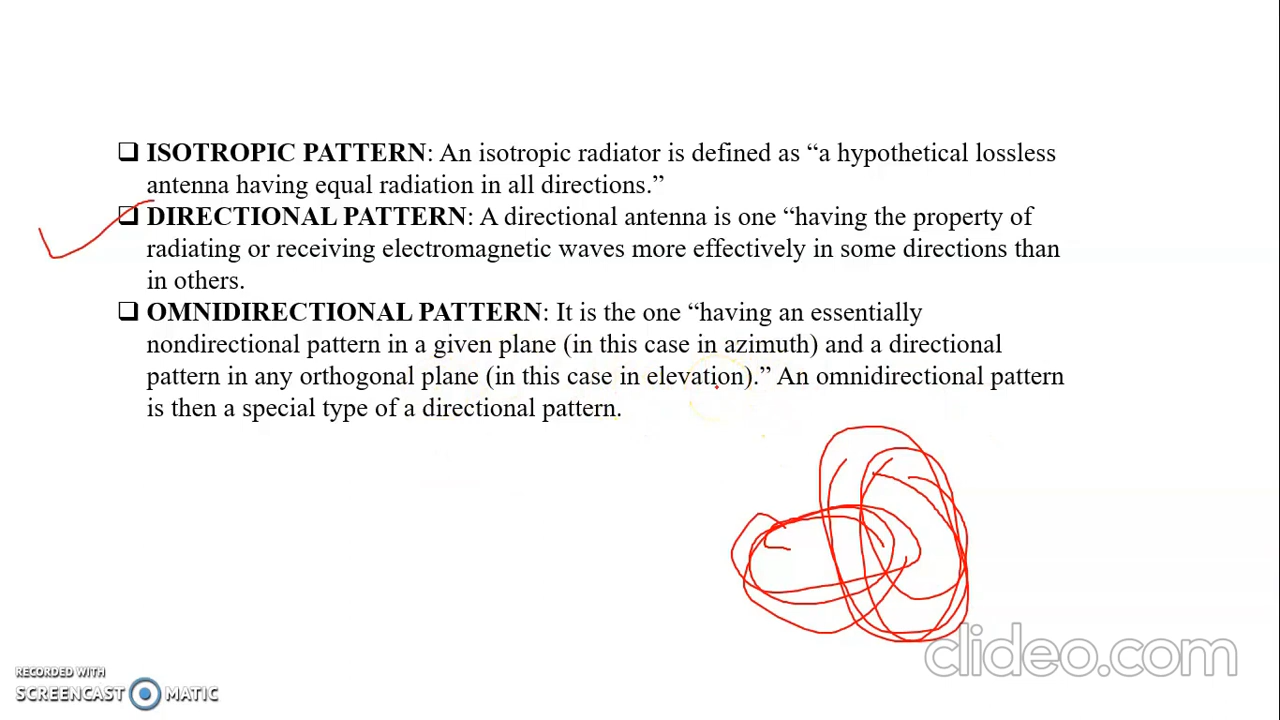 ❑ ISOTROPIC PATTERN: An isotropic radiator is defined as “a hypothetical lossless
antenna having equal radiation in all directions.”
❑ DIRECTIONAL PATTERN: A directional antenna is one “having the property of
radiating or receiving electromagnetic waves more effectively in some directions than
in others.
❑ OMNIDIRECTIONAL PATTERN: It is the one “having an essentially
nondirectional pattern in a given plane (in this case in azimuth) and a directional
pattern in any orthogonal plane (in this case in elevation).” An omnidirectional pattern
is then a special type of a directional pattern.
clideo.com
RECORDED WITH
SCREENCAST MATIC